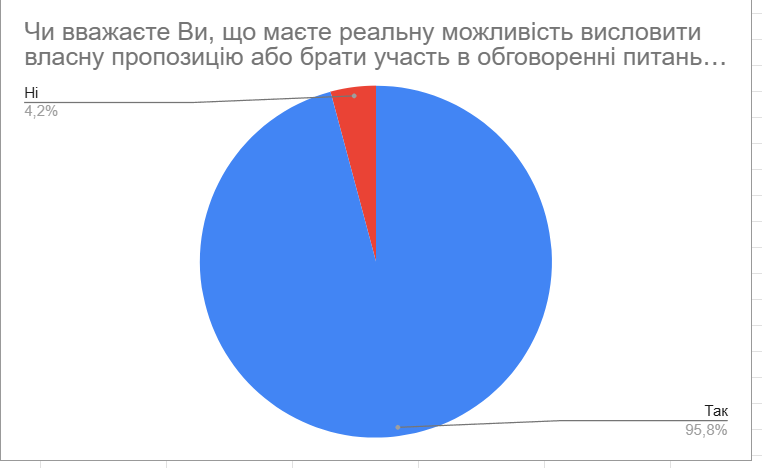 Чи вважаєте Ви, що маєте реальну можливість висловити
власну пропозицію або брати участь в обговоренні питань…
Ні
4,2%
Так
95,8%